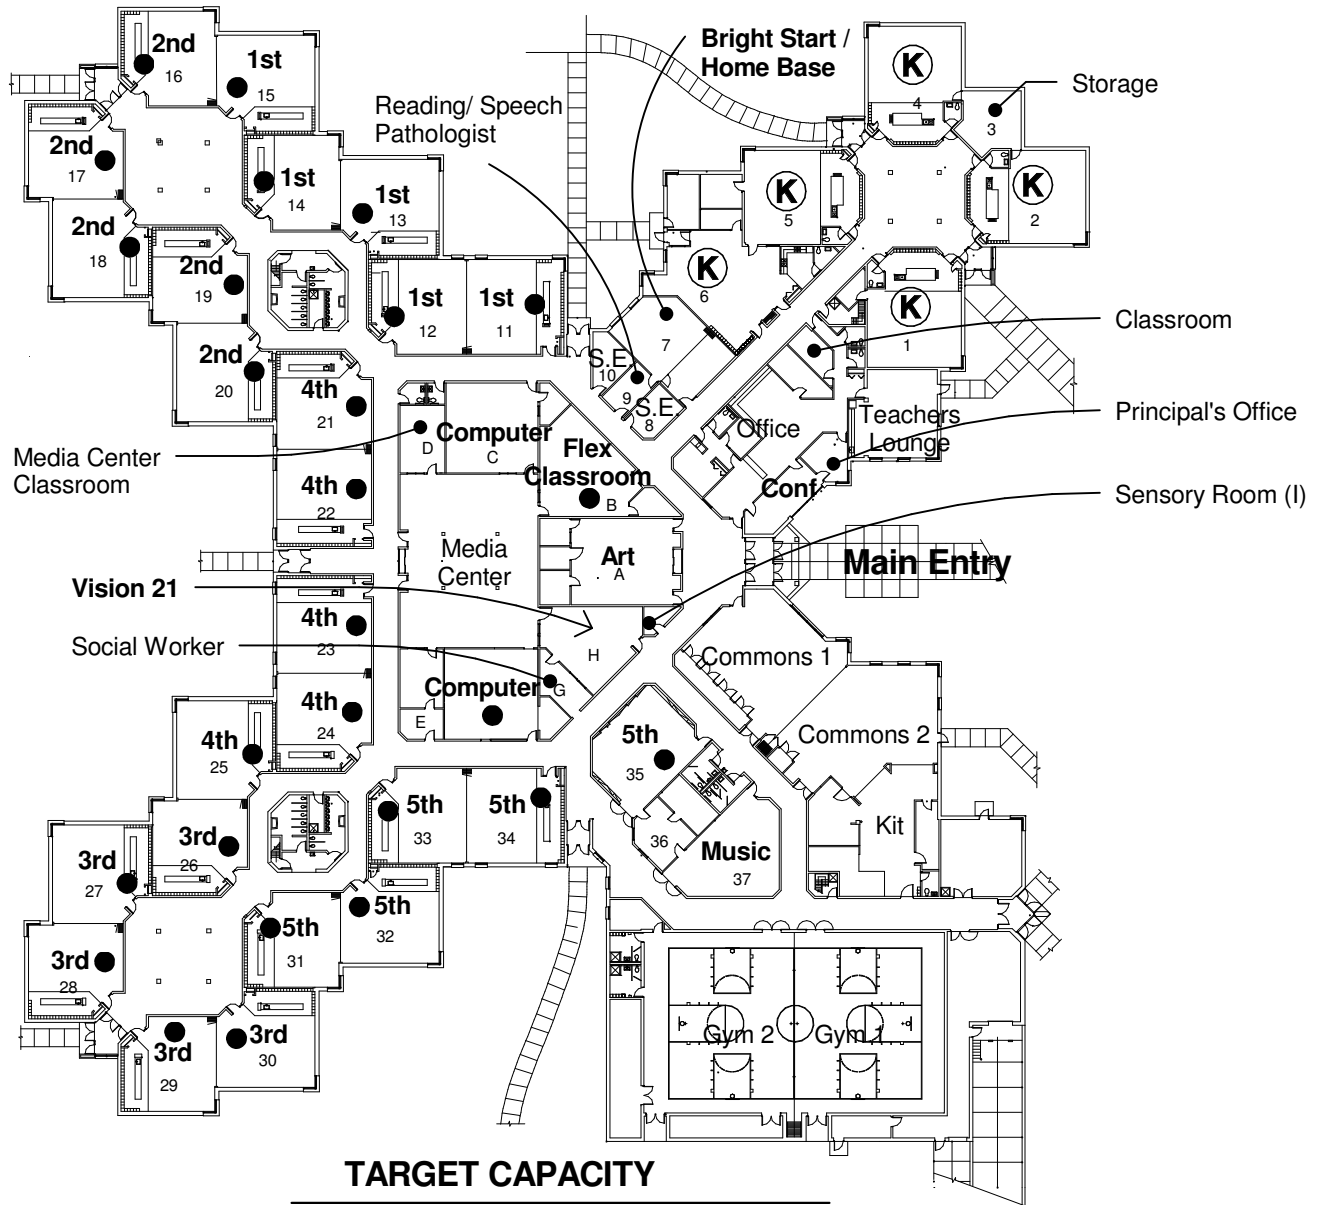 2nd
16
1st
15
2nd
17
1st
14
1st
13
2nd
18
2nd
19
1st
12
1st
11
2nd
20
Reading/ Speech
Pathologist
Bright Start /
Home Base
K
4
Storage
3
K
5
K
2
K
6
K
1
7
S.E.
10
9
S.E.
8
Classroom
Office
Teachers
Lounge
Principal's Office
Conf
Sensory Room (I)
4th
21
4th
22
Media Center
Classroom
D
Computer
C
Flex
Classroom
B
Media
Center
Art
A
Main Entry
Vision 21
H
Social Worker
G
Computer
E
4th
23
4th
24
4th
25
Commons 1
Commons 2
Kit
5th
35
36
Music
37
5th
33
5th
34
3rd
26
3rd
27
5th
32
5th
31
3rd
28
3rd
29
3rd
30
Gym 2
Gym 1
TARGET CAPACITY